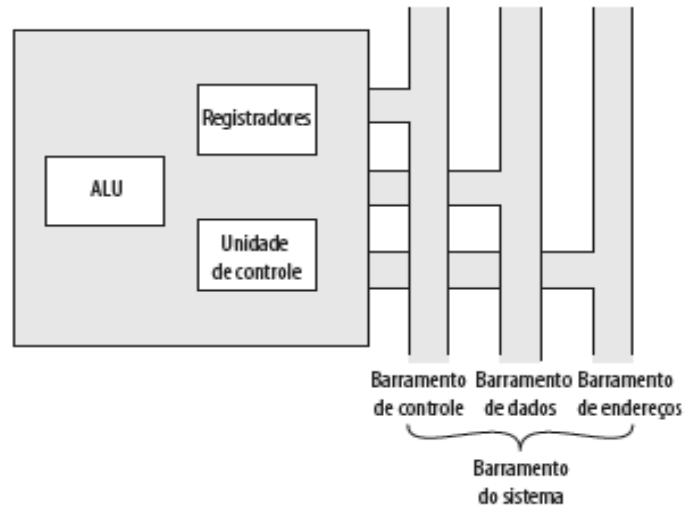 Registradores
ALU
Unidade
de controle
Barramento Barramento Barramento
de controle de dados de endereços
Barramento
do sistema